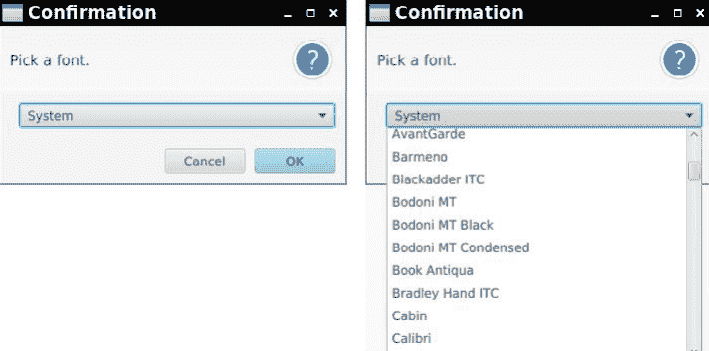 Confirmation
Pick a font.
?
System
Cancel
OK
Confirmation
Pick a font.
?
System
AvantGarde
Barmeno
Blackadder ITC
Bodoni MT
Bodoni MT Black
Bodoni MT Condensed
Book Antiqua
Bradley Hand ITC
Cabin
Calibri